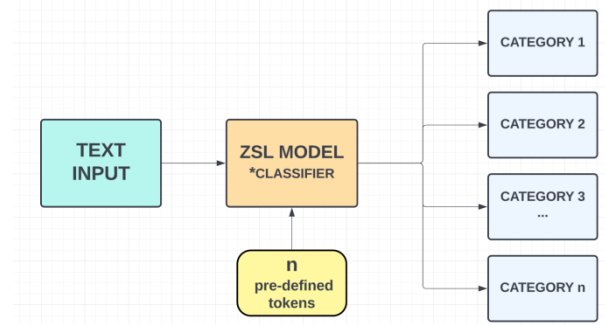 TEXT
INPUT
ZSL MODEL
*CLASSIFIER
n
pre-defined
tokens
CATEGORY 1
CATEGORY 2
CATEGORY 3
...
CATEGORY n